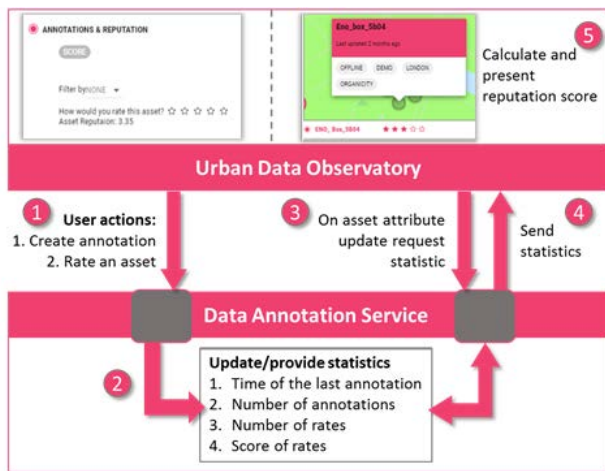 ANNOTATIONS & REPUTATION
SCORE
Filter by NONE
How would you rate this asset?
Asset Reputaion: 3.35
Eno_box_5b04
Last updated 2 months ago
OFFLINE DEMO LONDON
ORGANICITY
ENO_Box_5B04
5
Calculate and
present
reputation score
Urban Data Observatory
1
User actions:
1. Create annotation
2. Rate an asset
3
On asset attribute
update request
statistic
4
Send
statistics
Data Annotation Service
2
Update/provide statistics
1. Time of the last annotation
2. Number of annotations
3. Number of rates
4. Score of rates